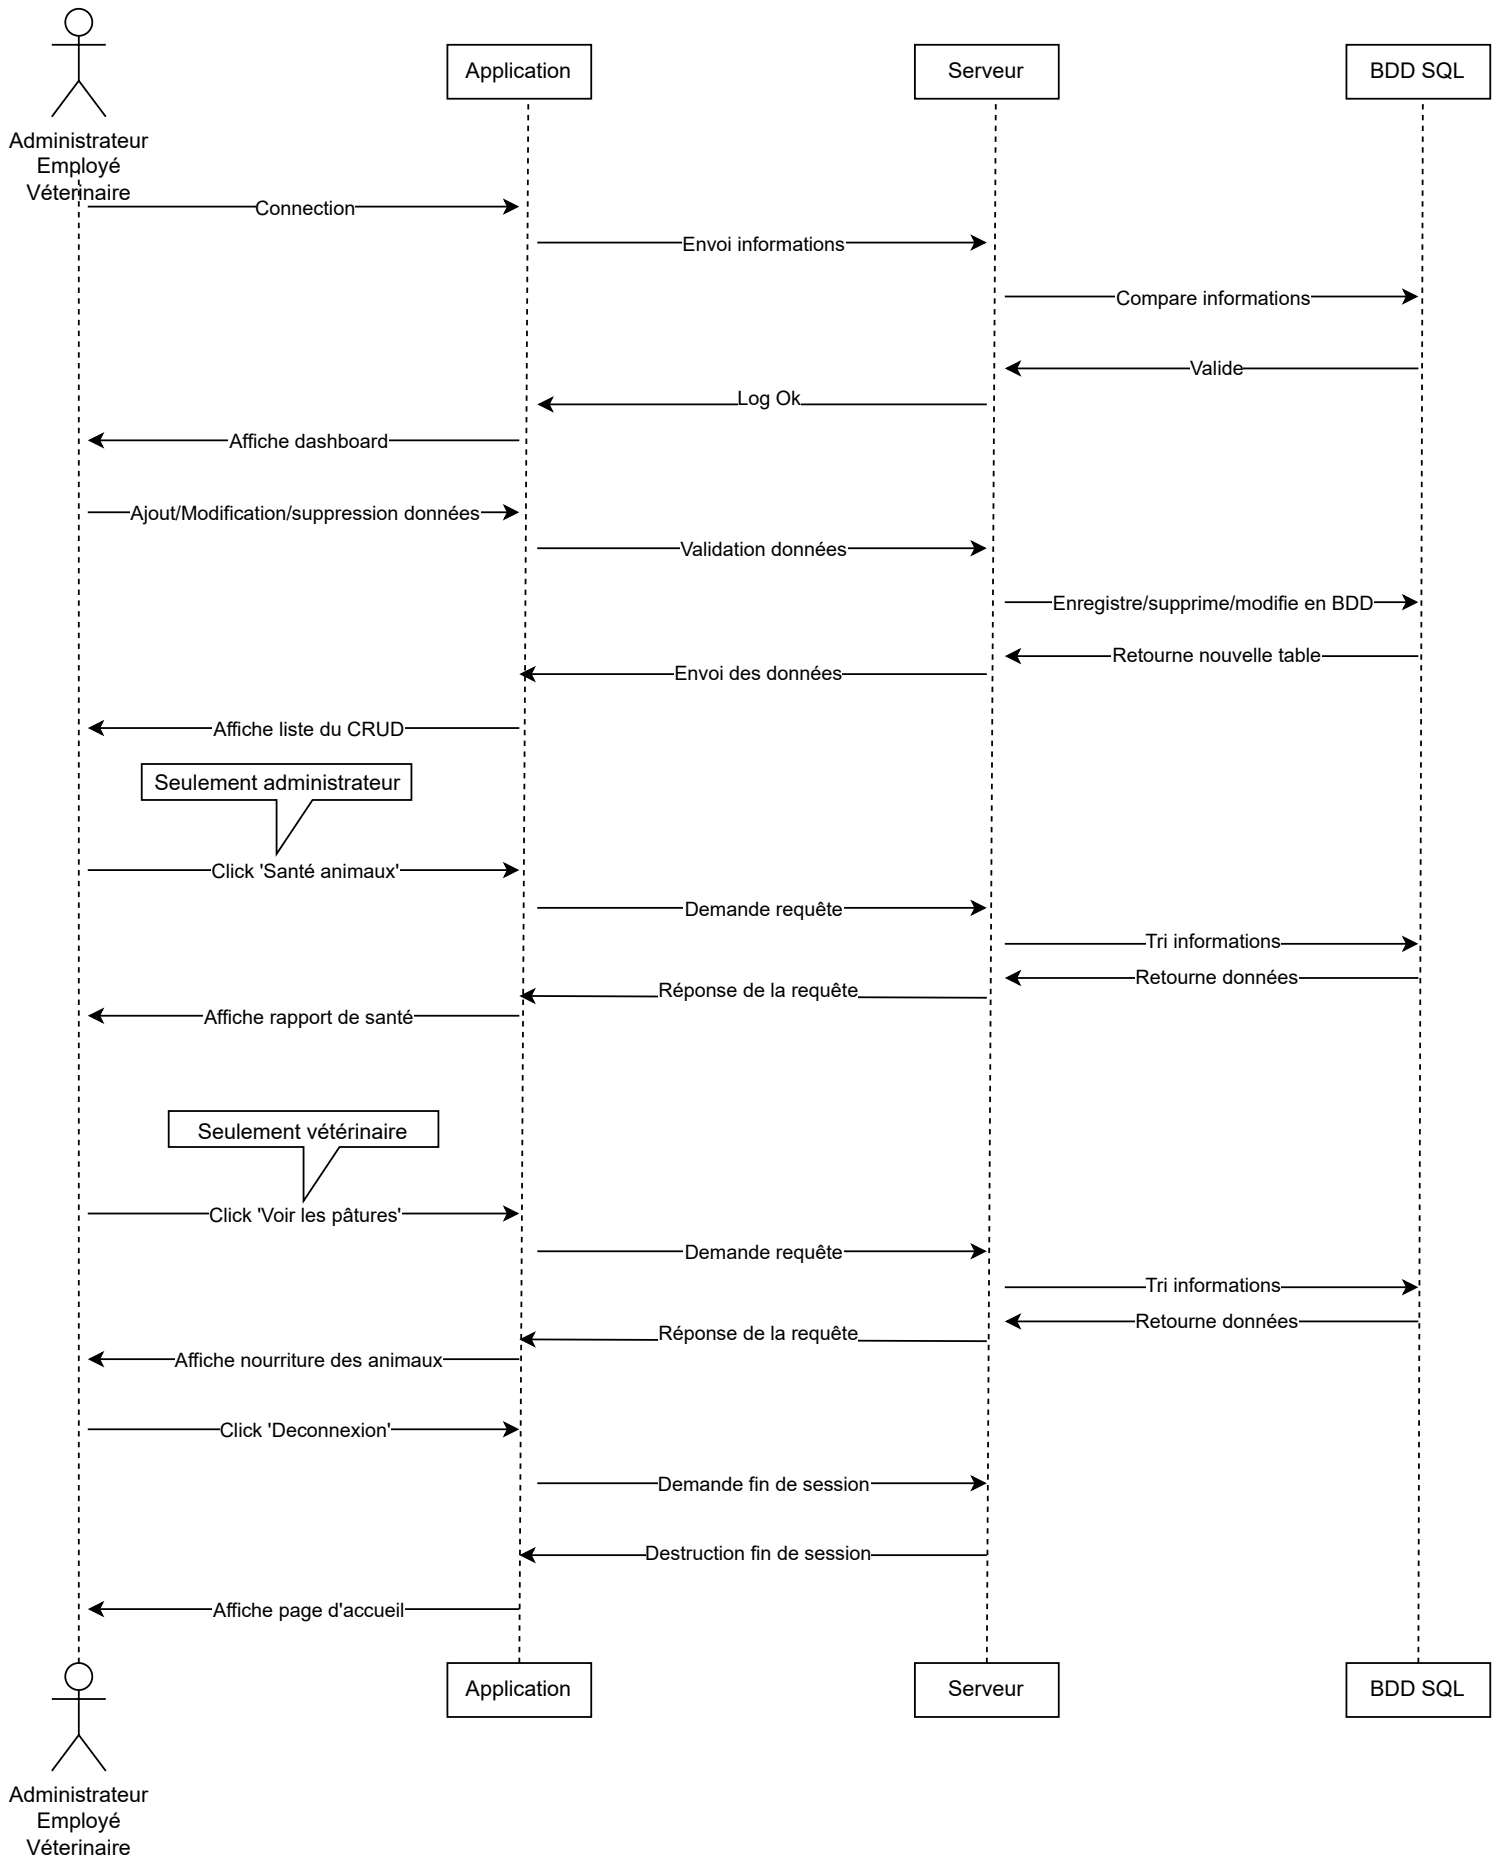 Application
Serveur
BDD SQL
Administrateur
Employé
Véterinaire
Connection
Envoi informations
Compare informations
Valide
Log Ok
Affiche dashboard
Ajout/Modification/suppression données
Validation données
Enregistre/supprime/modifie en BDD
Retourne nouvelle table
Envoi des données
Affiche liste du CRUD
Seulement administrateur
Click 'Santé animaux'
Demande requête
Tri informations
Retourne données
Réponse de la requête
Affiche rapport de santé
Seulement vétérinaire
Click 'Voir les pâtures'
Demande requête
Tri informations
Retourne données
Réponse de la requête
Affiche nourriture des animaux
Click 'Deconnexion'
Demande fin de session
Destruction fin de session
Affiche page d'accueil
Application
Serveur
BDD SQL
Administrateur
Employé
Véterinaire